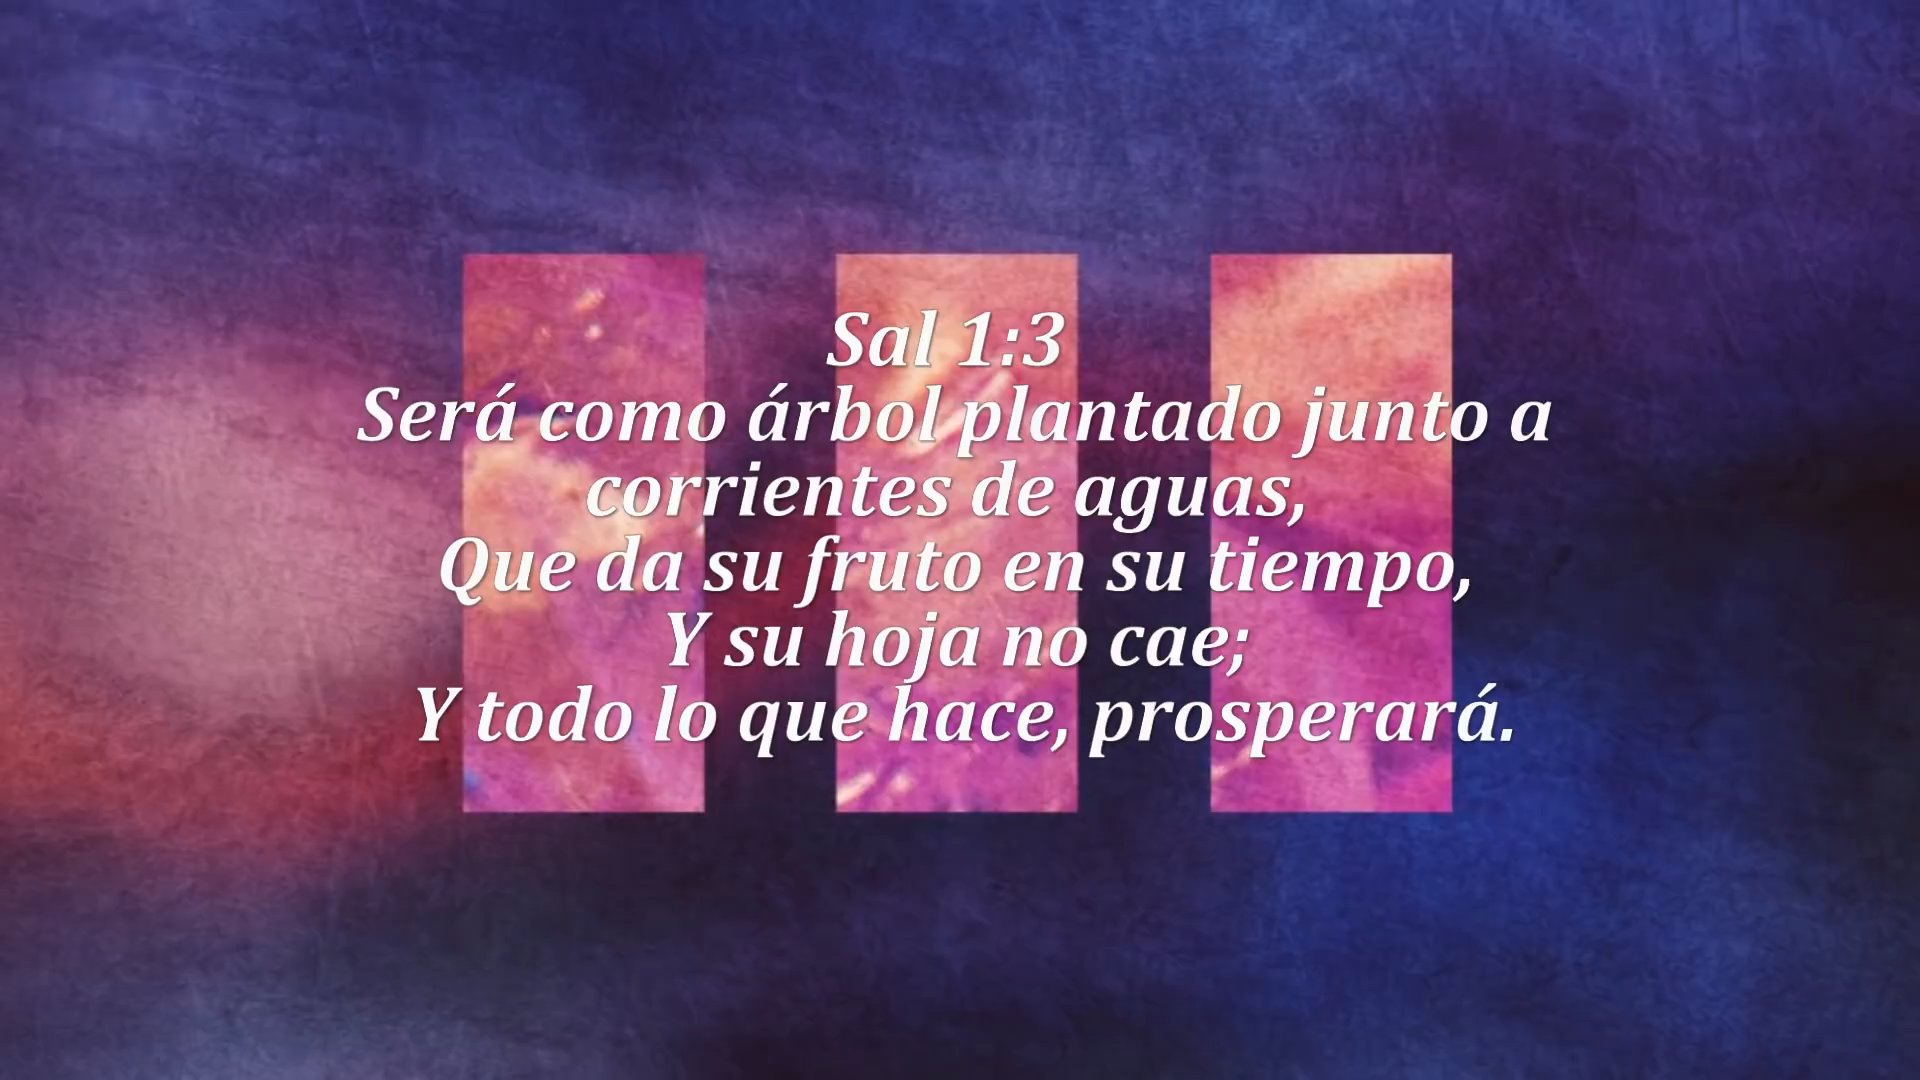 Sal 1:3
Será como árbol plantado junto a
corrientes de aguas,
Que da su fruto en su tiempo,
Y su hoja no cae;
Y todo lo que hace, prosperará.